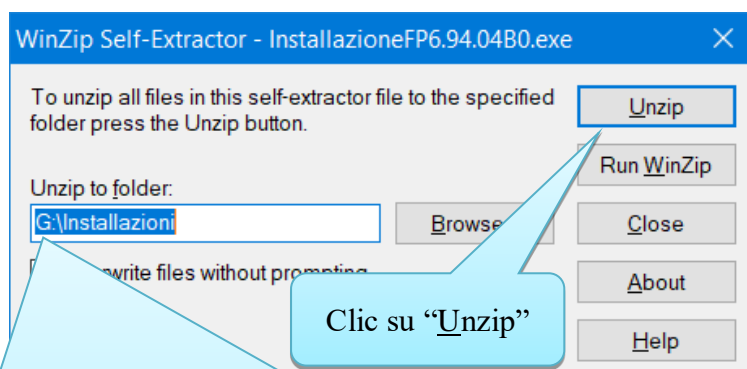 WinZip Self-Extractor - InstallazioneFP6.94.04B0.exe
To unzip all files in this self-extractor file to the specified
folder press the Unzip button.
Unzip to folder:
G:\Installazioni
Browse
files without prompting
Unzip
Run WinZip
Close
About
Help
Clic su “Unzip”